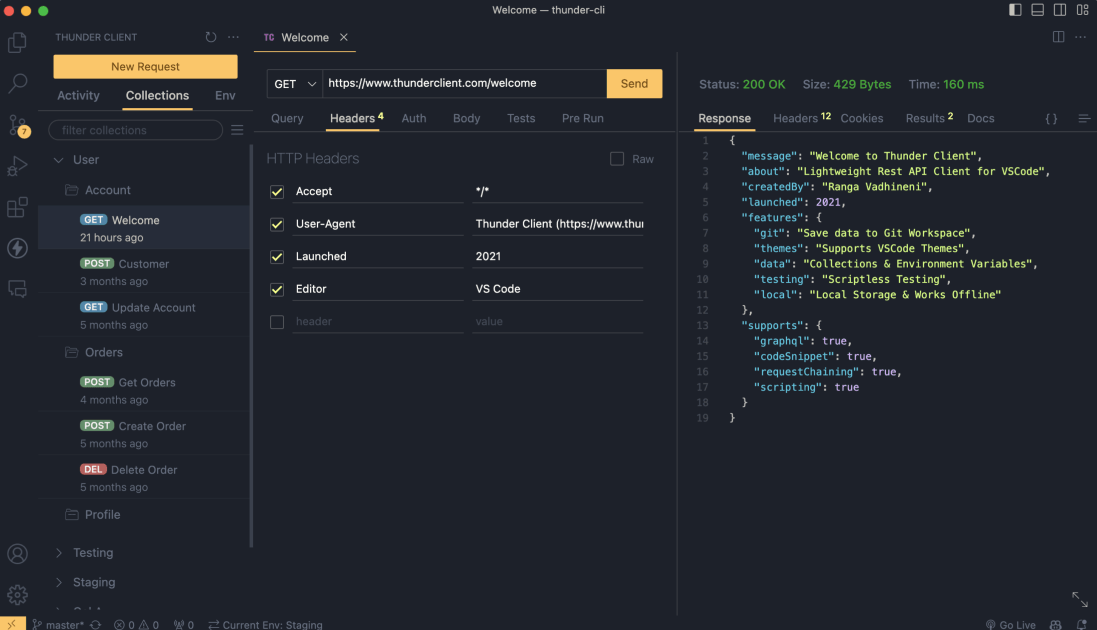 Welcome — thunder-cli
THUNDER CLIENT
New Request
Activity Collections Env
filter collections
User
Account
GET Welcome
21 hours ago
POST Customer
3 months ago
GET Update Account
5 months ago
Orders
POST Get Orders
4 months ago
POST Create Order
5 months ago
DEL Delete Order
5 months ago
Profile
Testing
Staging
7
TC Welcome
GET https://www.thunderclient.com/welcome Send
Query Headers 4 Auth Body Tests Pre Run
HTTP Headers Raw
Accept */*
User-Agent Thunder Client (https://www.thu
Launched 2021
Editor VS Code
header value
Status: 200 OK Size: 429 Bytes Time: 160 ms
Response Headers 12 Cookies Results 2 Docs {}
1 {
2 "message": "Welcome to Thunder Client",
3 "about": "Lightweight Rest API Client for VSCode",
4 "createdBy": "Ranga Vadhineni",
5 "launched": 2021,
6 "features": {
7 "git": "Save data to Git Workspace",
8 "themes": "Supports VSCode Themes",
9 "data": "Collections & Environment Variables",
10 "testing": "Scriptless Testing",
11 "local": "Local Storage & Works Offline"
12 },
13 "supports": {
14 "graphql": true,
15 "codeSnippet": true,
16 "requestChaining": true,
17 "scripting": true
18 }
19 }
master* 0 0 0 Current Env: Staging Go Live